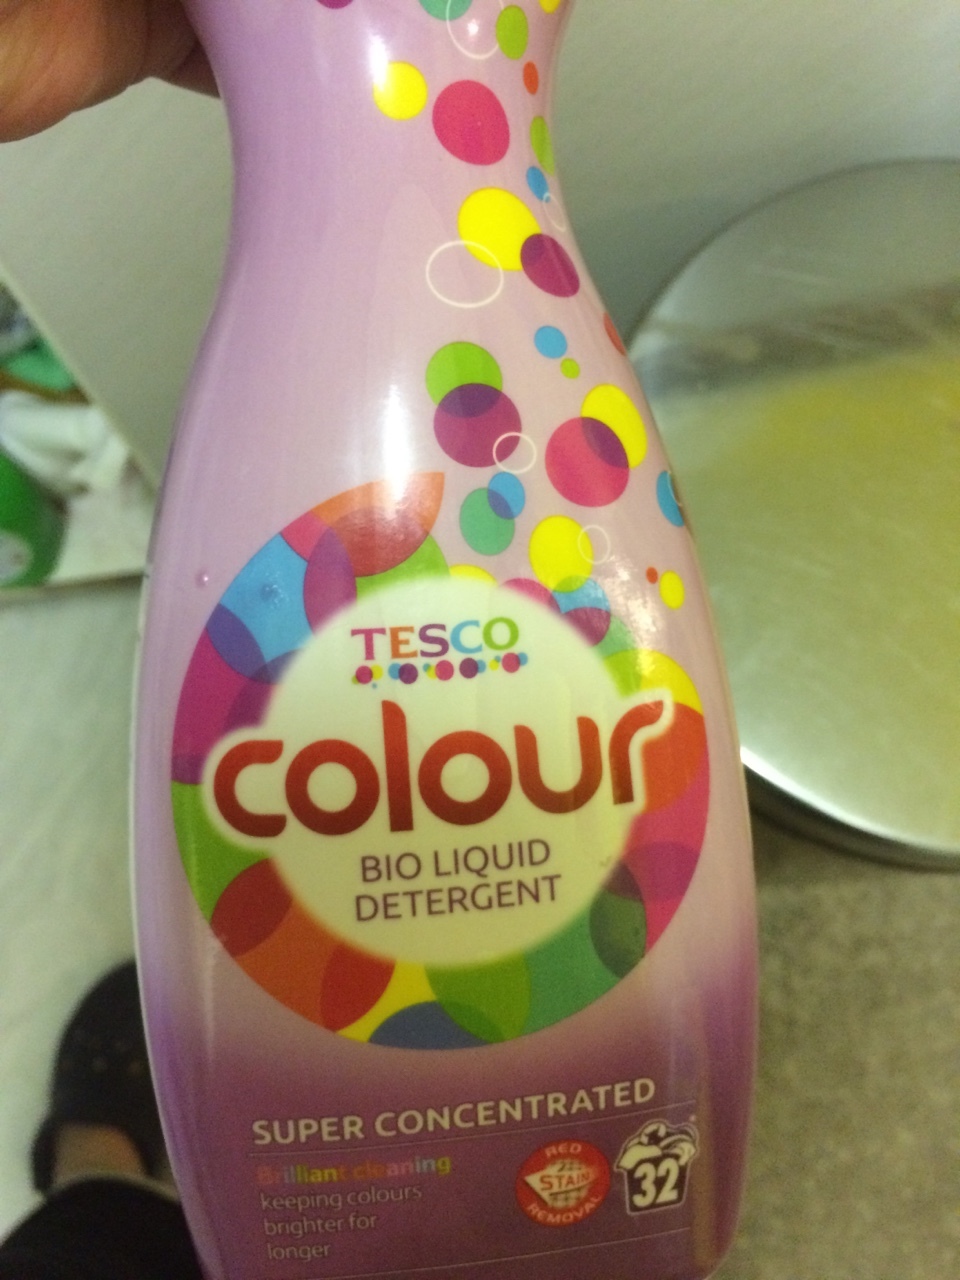 TESCO
colour
BIO LIQUID
DETERGENT
SUPER CONCENTRATED
Brilliant cleaning
keeping colours
brighter for
longer
RED
STAIN
REMOVAL
32